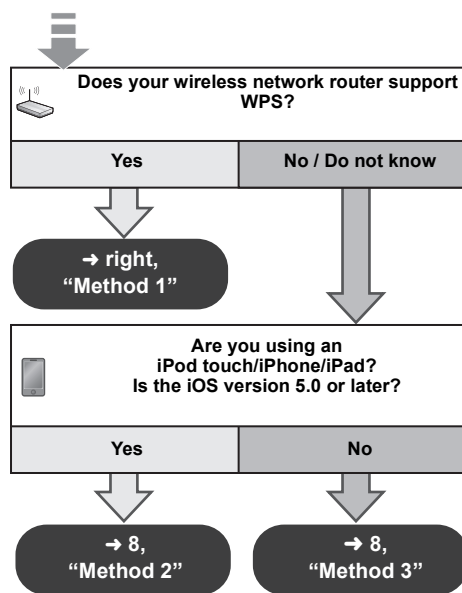 Does your wireless network router support
WPS?
Yes
No / Do not know
➔ right,
“Method 1”
Are you using an
iPod touch/iPhone/iPad?
Is the iOS version 5.0 or later?
Yes
No
➔ 8,
“Method 2”
➔ 8,
“Method 3”